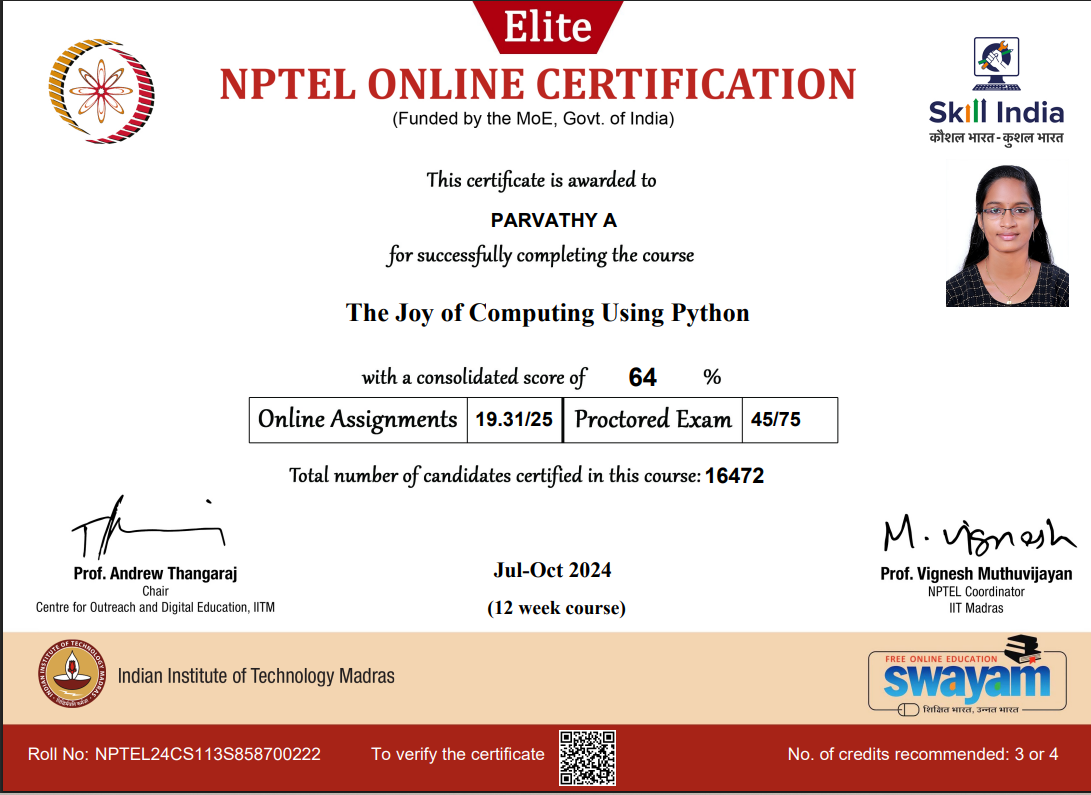 Elite
NPTEL ONLINE CERTIFICATION
(Funded by the MoE, Govt. of India)
Skill India
कौशल भारत - कुशल भारत
This certificate is awarded to
PARVATHY A
for successfully completing the course
The Joy of Computing Using Python
with a consolidated score of 64 %
Online Assignments 19.31/25 Proctored Exam 45/75
Total number of candidates certified in this course: 16472
M. Vignesh
Prof. Andrew Thangaraj
Chair
Centre for Outreach and Digital Education, IITM
Jul-Oct 2024
(12 week course)
Prof. Vignesh Muthuvijayan
NPTEL Coordinator
IIT Madras
INDIAN INSTITUTE OF TECHNOLOGY MADRAS
Indian Institute of Technology Madras
FREE ONLINE EDUCATION
swayam
शिक्षित भारत, उन्नत भारत
Roll No: NPTEL24CS113S858700222 To verify the certificate No. of credits recommended: 3 or 4